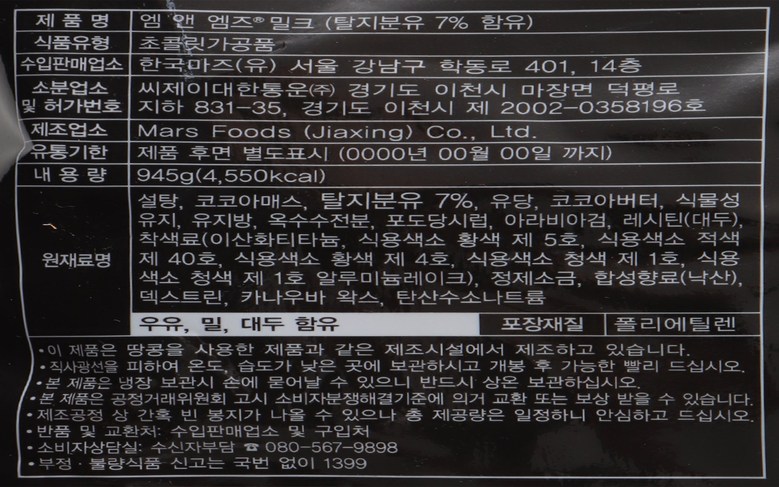 제 품 명 엠 앤 엠즈® 밀크 (탈지분유 7% 함유)
식품유형 초콜릿가공품
수입판매업소 한국마즈(유) 서울 강남구 학동로 401, 14층
소분업소 씨제이대한통운㈜ 경기도 이천시 마장면 덕평로
및 허가번호 지하 831-35, 경기도 이천시 제 2002-0358196호
제조업소 Mars Foods (Jiaxing) Co., Ltd.
유통기한 제품 후면 별도표시 (0000년 00월 00일 까지)
내 용 량 945g(4,550kcal)
설탕, 코코아매스, 탈지분유 7%, 유당, 코코아버터, 식물성
유지, 유지방, 옥수수전분, 포도당시럽, 아라비아검, 레시틴(대두),
착색료(이산화티타늄, 식용색소 황색 제 5호, 식용색소 적색
원재료명 제 40호, 식용색소 황색 제 4호, 식용색소 청색 제 1호, 식용
색소 청색 제 1호 알루미늄레이크), 정제소금, 합성향료(낙산),
덱스트린, 카나우바 왁스, 탄산수소나트륨
우유, 밀, 대두 함유 포장재질 폴리에틸렌
•이 제품은 땅콩을 사용한 제품과 같은 제조시설에서 제조하고 있습니다.
•직사광선을 피하여 온도, 습도가 낮은 곳에 보관하시고 개봉 후 가능한 빨리 드십시오.
•본 제품은 냉장 보관시 손에 묻어날 수 있으니 반드시 상온 보관하십시오.
•본 제품은 공정거래위원회 고시 소비자분쟁해결기준에 의거 교환 또는 보상 받을 수 있습니다.
•제조공정 상 간혹 빈 봉지가 나올 수 있으나 총 제공량은 일정하니 안심하고 드십시오.
•반품 및 교환처: 수입판매업소 및 구입처
•소비자상담실: 수신자부담 ☎ 080-567-9898
•부정·불량식품 신고는 국번 없이 1399